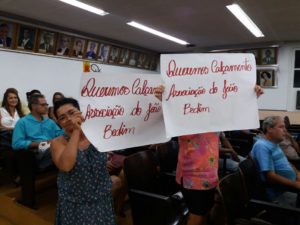 Queremos Calçamento
Associação do João
Bedim
Queremos Calçamento
Associação do João
Bedim